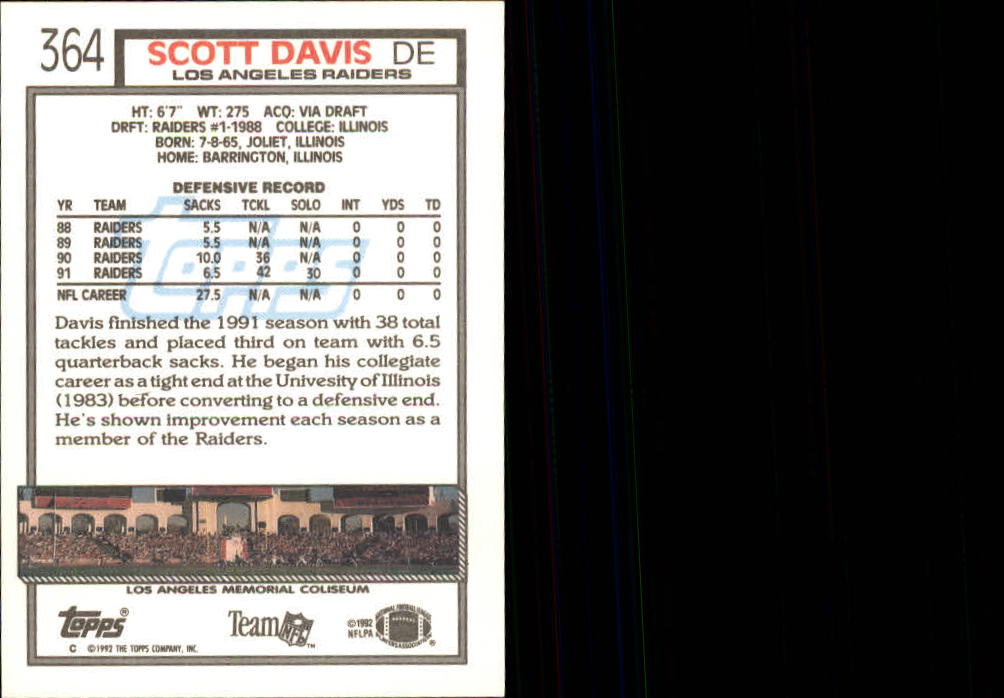 364 SCOTT DAVIS DE
LOS ANGELES RAIDERS
HT: 6'7" WT: 275 ACQ: VIA DRAFT
DRFT: RAIDERS #1-1988 COLLEGE: ILLINOIS
BORN: 7-8-65, JOLIET, ILLINOIS
HOME: BARRINGTON, ILLINOIS
DEFENSIVE RECORD
YR TEAM SACKS TCKL SOLO INT YDS TD
88 RAIDERS 5.5 N/A N/A 0 0 0
89 RAIDERS 5.5 N/A N/A 0 0 0
90 RAIDERS 10.0 36 N/A 0 0 0
91 RAIDERS 6.5 42 30 0 0 0
NFL CAREER 27.5 N/A N/A 0 0 0
topps
Davis finished the 1991 season with 38 total
tackles and placed third on team with 6.5
quarterback sacks. He began his collegiate
career as a tight end at the Univesity of Illinois
(1983) before converting to a defensive end.
He's shown improvement each season as a
member of the Raiders.
LOS ANGELES MEMORIAL COLISEUM
topps® Team NFL™ ©1992
NFLPA ®
C ©1992 THE TOPPS COMPANY, INC.